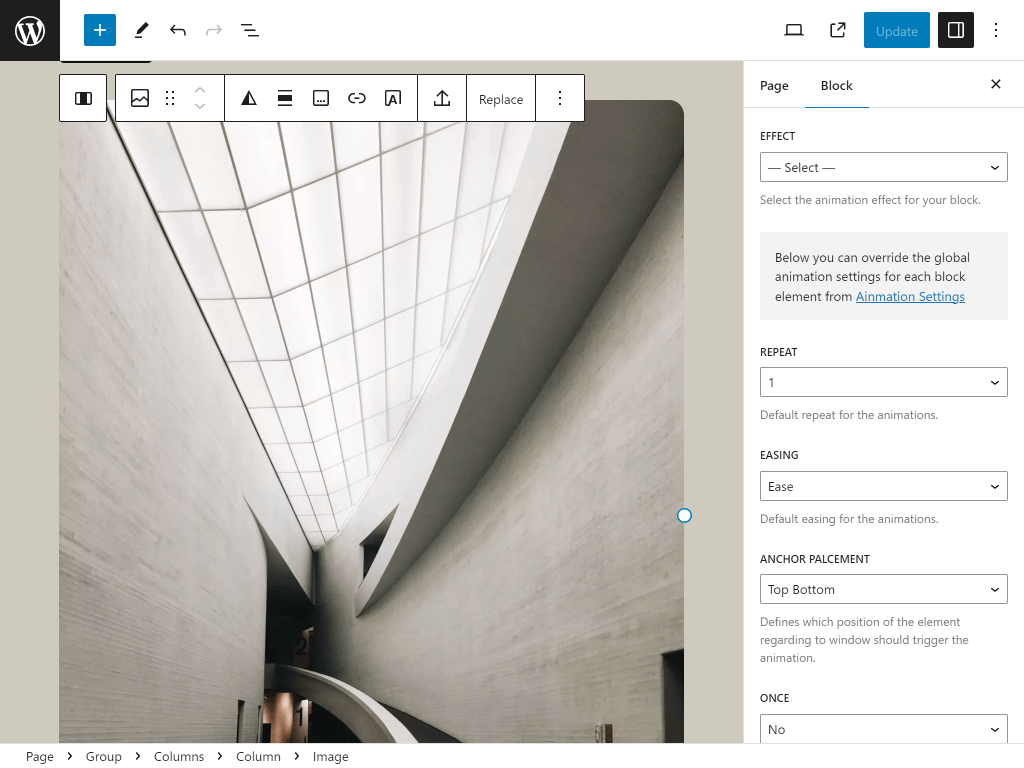 Update
Replace
Page
Block
EFFECT
— Select —
Select the animation effect for your block.
Below you can override the global
animation settings for each block
element from Ainmation Settings
REPEAT
1
Default repeat for the animations.
EASING
Ease
Default easing for the animations.
ANCHOR PALCEMENT
Top Bottom
Defines which position of the element
regarding to window should trigger the
animation.
ONCE
No
2
1
Page
Group
Columns
Column
Image